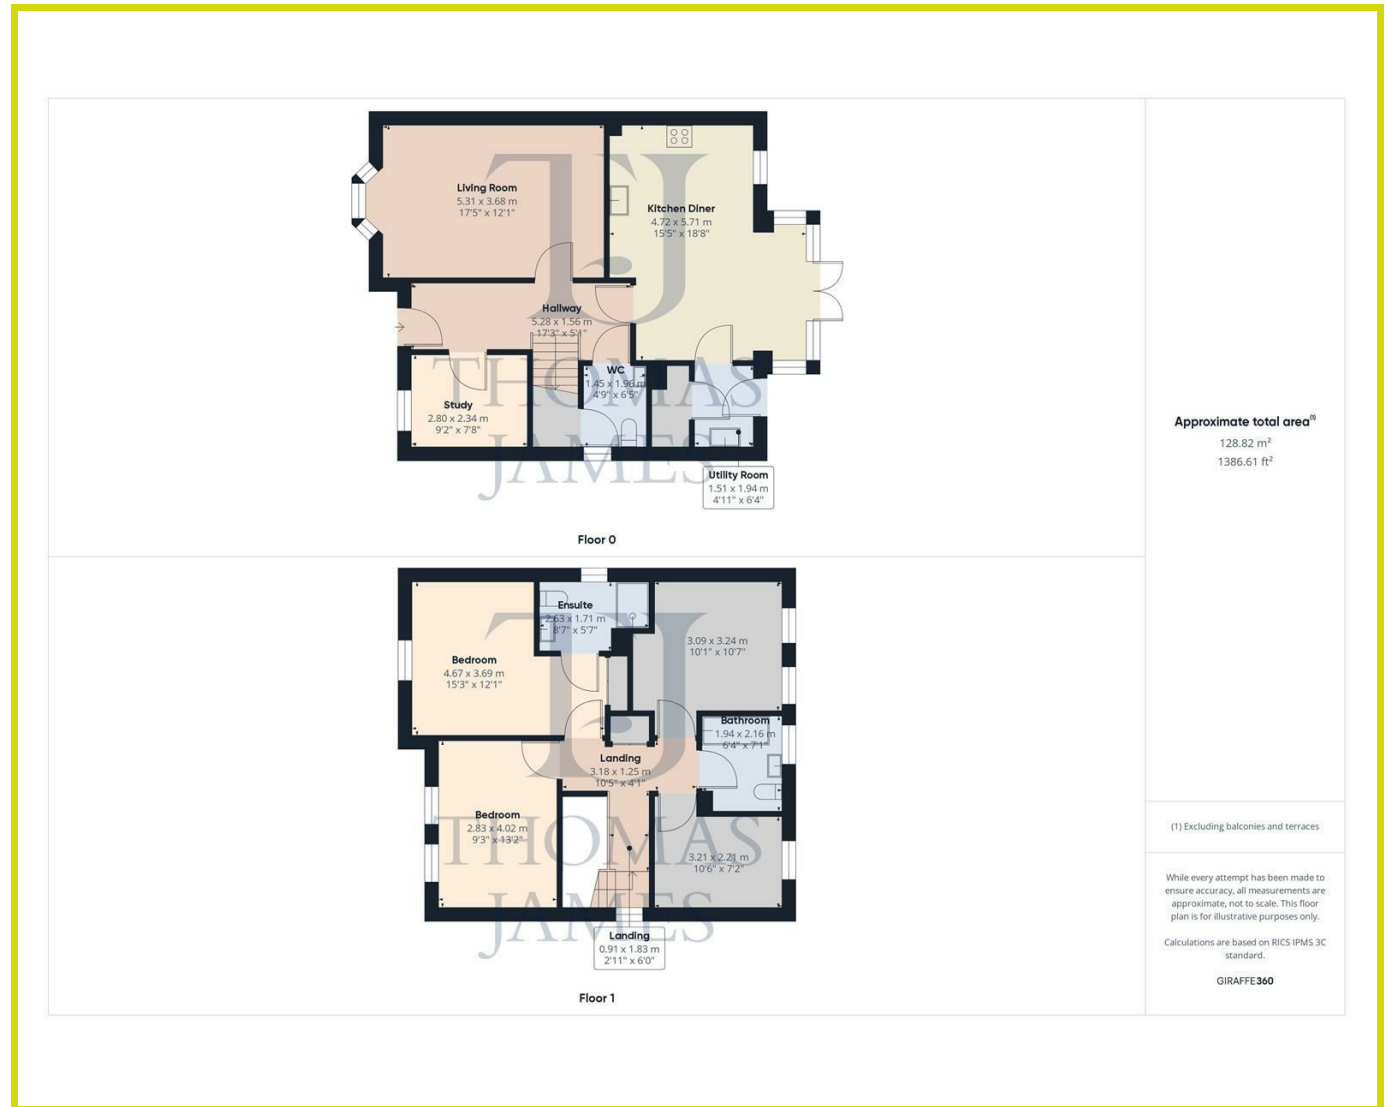 Living Room
5.31 x 3.68 m
17'5" x 12'1"
Kitchen Diner
4.72 x 5.71 m
15'5" x 18'8"
Hallway
5.28 x 1.56 m
17'3" x 5'1"
WC
1.45 x 1.96 m
4'9" x 6'5"
Study
2.80 x 2.34 m
9'2" x 7'8"
Utility Room
1.51 x 1.94 m
4'11" x 6'4"
TJ
THOMAS
JAMES
Floor 0
Ensuite
2.63 x 1.71 m
8'7" x 5'7"
3.09 x 3.24 m
10'1" x 10'7"
Bedroom
4.67 x 3.69 m
15'3" x 12'1"
Bathroom
1.94 x 2.16 m
6'4" x 7'1"
Landing
3.18 x 1.25 m
10'5" x 4'1"
Bedroom
2.83 x 4.02 m
9'3" x 13'2"
3.21 x 2.21 m
10'6" x 7'2"
Landing
0.91 x 1.83 m
2'11" x 6'0"
TJ
THOMAS
JAMES
Floor 1
Approximate total area(1)
128.82 m²
1386.61 ft²
(1) Excluding balconies and terraces
While every attempt has been made to
ensure accuracy, all measurements are
approximate, not to scale. This floor
plan is for illustrative purposes only.
Calculations are based on RICS IPMS 3C
standard.
GIRAFFE360